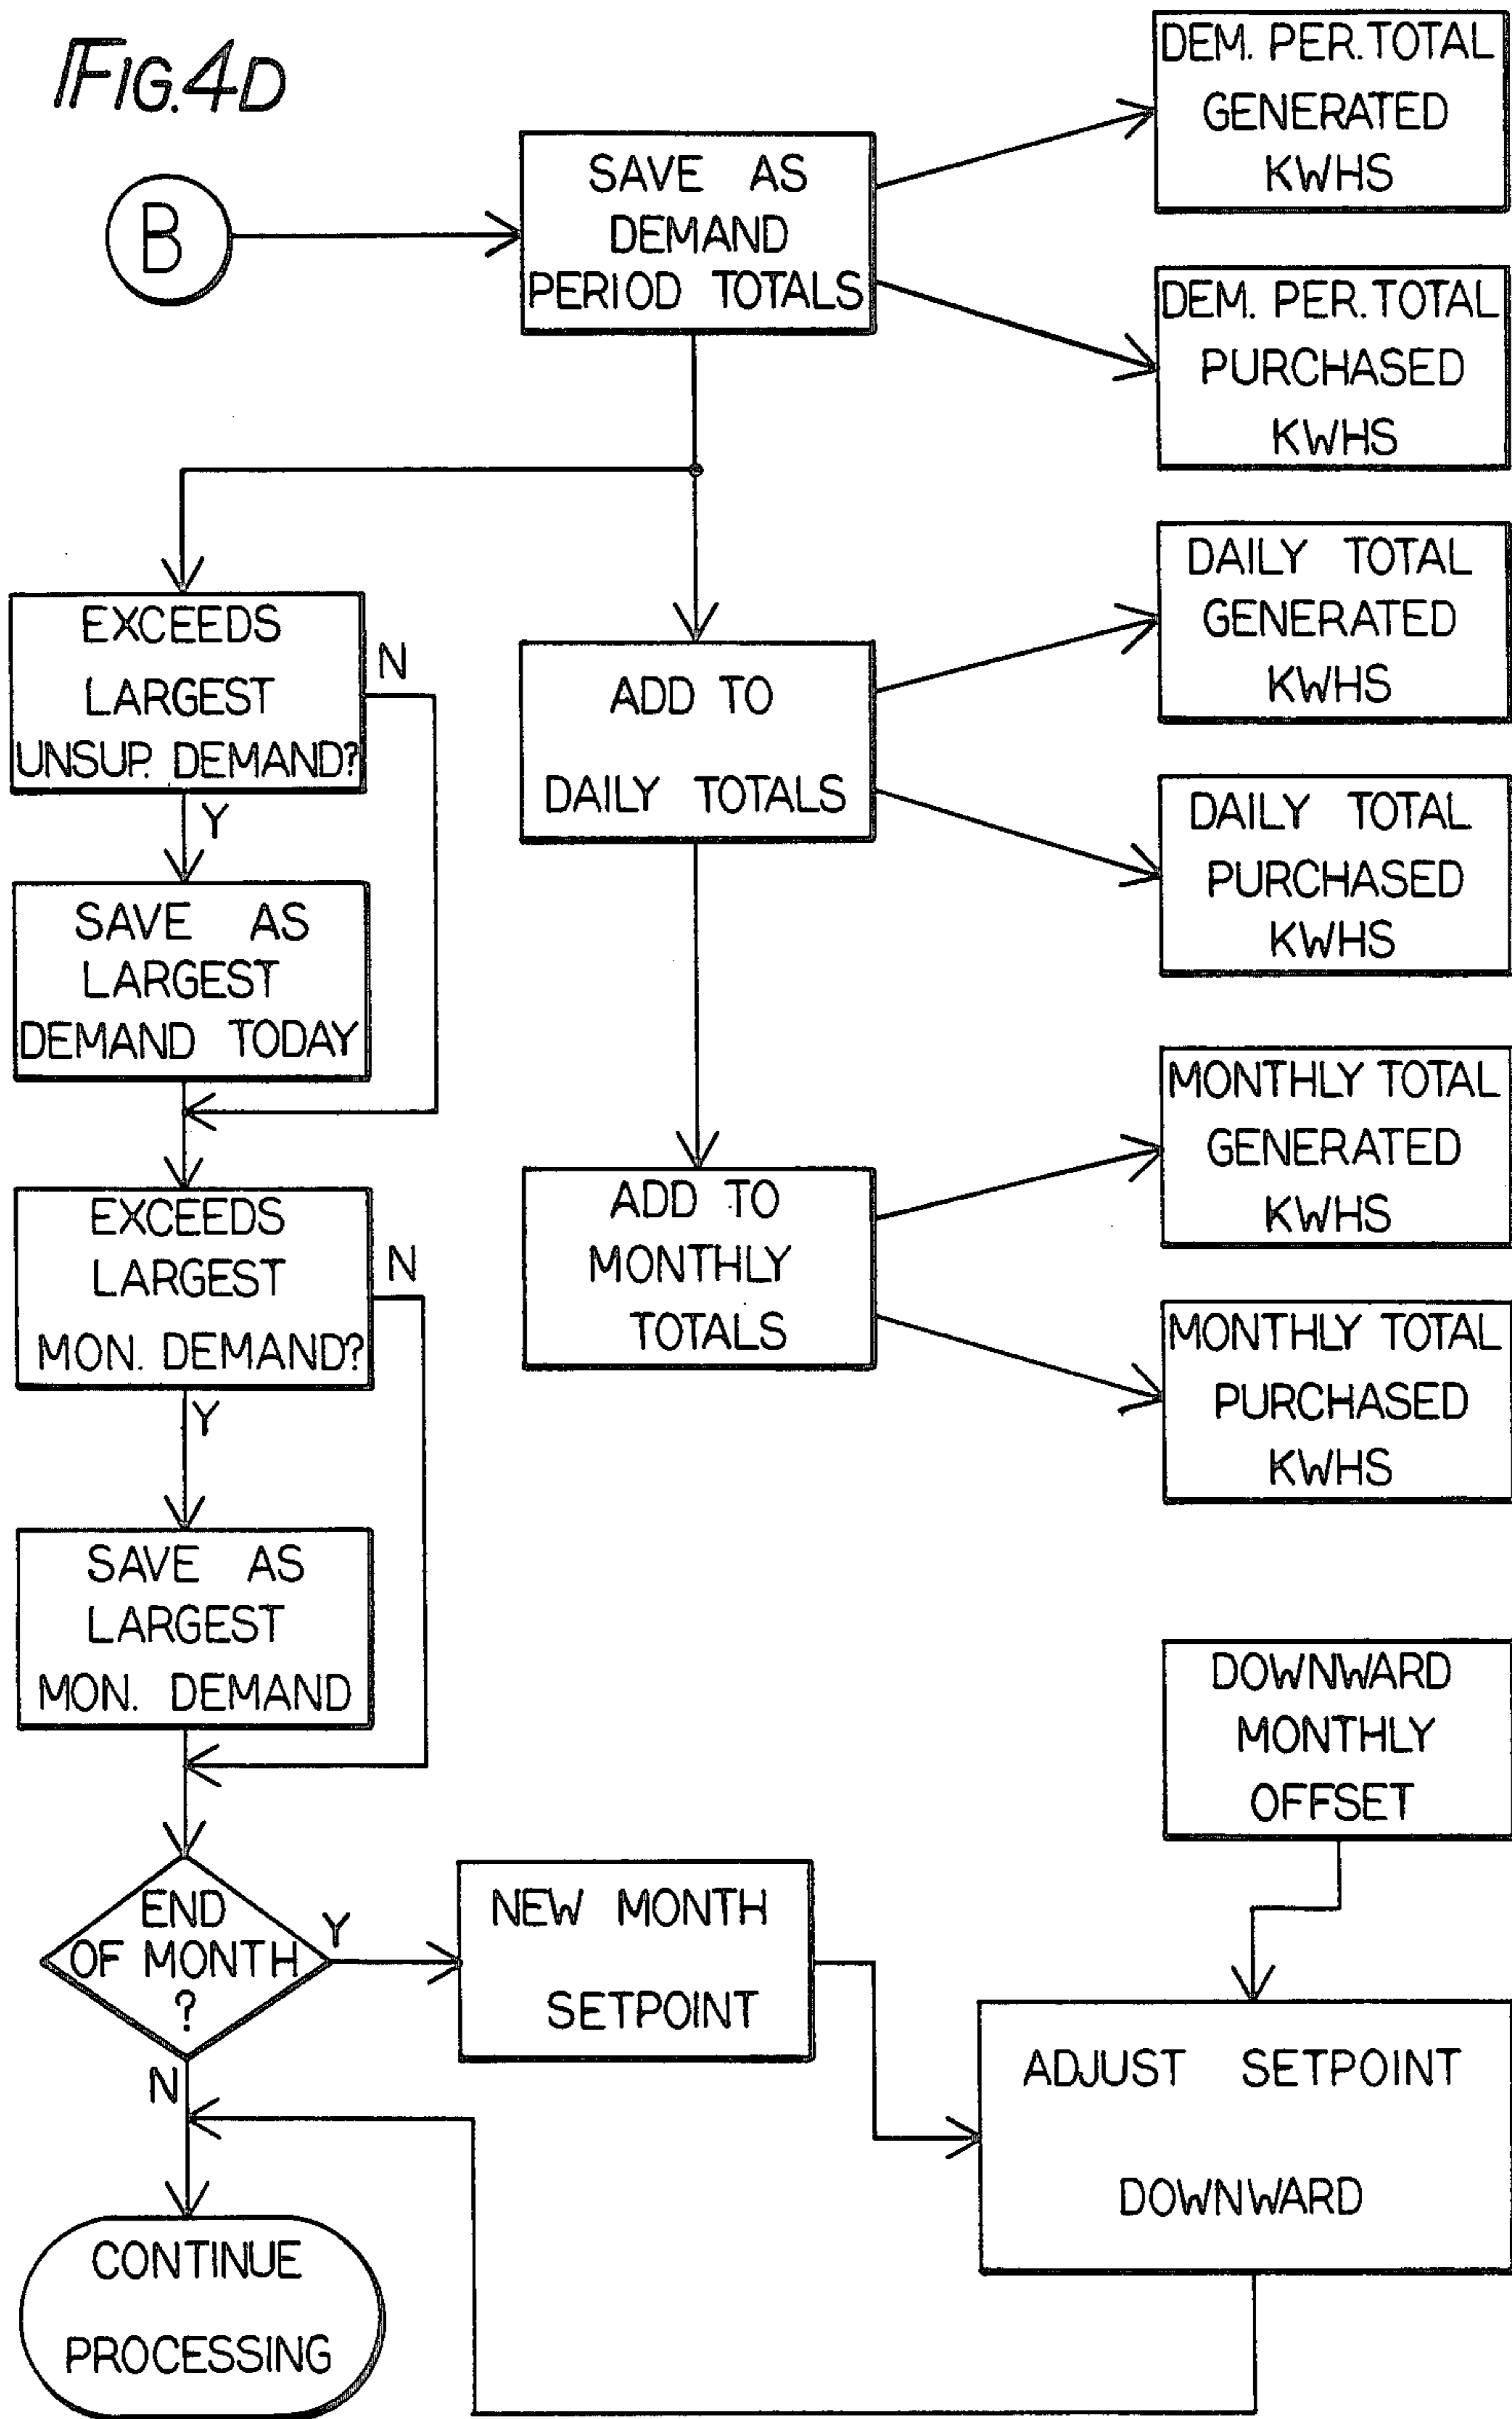 FIG. 4D
B
SAVE AS
DEMAND
PERIOD TOTALS
DEM. PER. TOTAL
GENERATED
KWHS
DEM. PER. TOTAL
PURCHASED
KWHS
EXCEEDS
LARGEST
UNSUP. DEMAND?
N
Y
SAVE AS
LARGEST
DEMAND TODAY
ADD TO
DAILY TOTALS
DAILY TOTAL
GENERATED
KWHS
DAILY TOTAL
PURCHASED
KWHS
EXCEEDS
LARGEST
MON. DEMAND?
N
Y
SAVE AS
LARGEST
MON. DEMAND
ADD TO
MONTHLY
TOTALS
MONTHLY TOTAL
GENERATED
KWHS
MONTHLY TOTAL
PURCHASED
KWHS
END
OF MONTH
?
Y
N
NEW MONTH
SETPOINT
DOWNWARD
MONTHLY
OFFSET
ADJUST SETPOINT
DOWNWARD
CONTINUE
PROCESSING